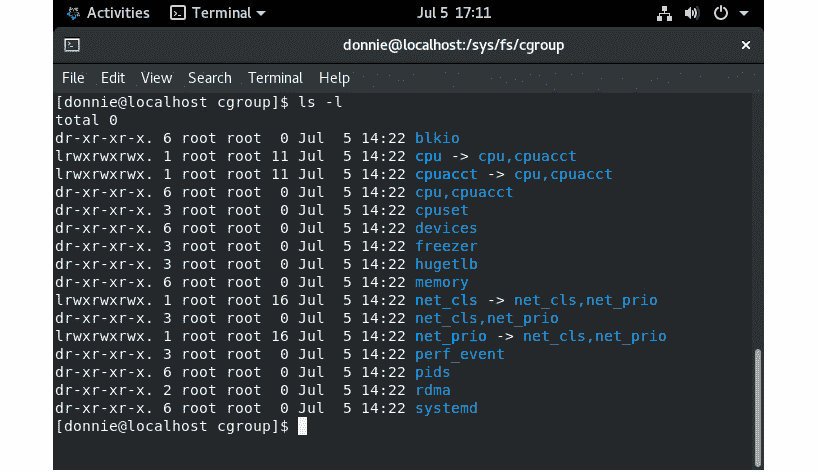 Activities Terminal Jul 5 17:11
donnie@localhost:/sys/fs/cgroup ×
File Edit View Search Terminal Help
[donnie@localhost cgroup]$ ls -l
total 0
dr-xr-xr-x. 6 root root  0 Jul  5 14:22 blkio
lrwxrwxrwx. 1 root root 11 Jul  5 14:22 cpu -> cpu,cpuacct
lrwxrwxrwx. 1 root root 11 Jul  5 14:22 cpuacct -> cpu,cpuacct
dr-xr-xr-x. 6 root root  0 Jul  5 14:22 cpu,cpuacct
dr-xr-xr-x. 3 root root  0 Jul  5 14:22 cpuset
dr-xr-xr-x. 6 root root  0 Jul  5 14:22 devices
dr-xr-xr-x. 3 root root  0 Jul  5 14:22 freezer
dr-xr-xr-x. 3 root root  0 Jul  5 14:22 hugetlb
dr-xr-xr-x. 6 root root  0 Jul  5 14:22 memory
lrwxrwxrwx. 1 root root 16 Jul  5 14:22 net_cls -> net_cls,net_prio
dr-xr-xr-x. 3 root root  0 Jul  5 14:22 net_cls,net_prio
lrwxrwxrwx. 1 root root 16 Jul  5 14:22 net_prio -> net_cls,net_prio
dr-xr-xr-x. 3 root root  0 Jul  5 14:22 perf_event
dr-xr-xr-x. 6 root root  0 Jul  5 14:22 pids
dr-xr-xr-x. 2 root root  0 Jul  5 14:22 rdma
dr-xr-xr-x. 6 root root  0 Jul  5 14:22 systemd
[donnie@localhost cgroup]$